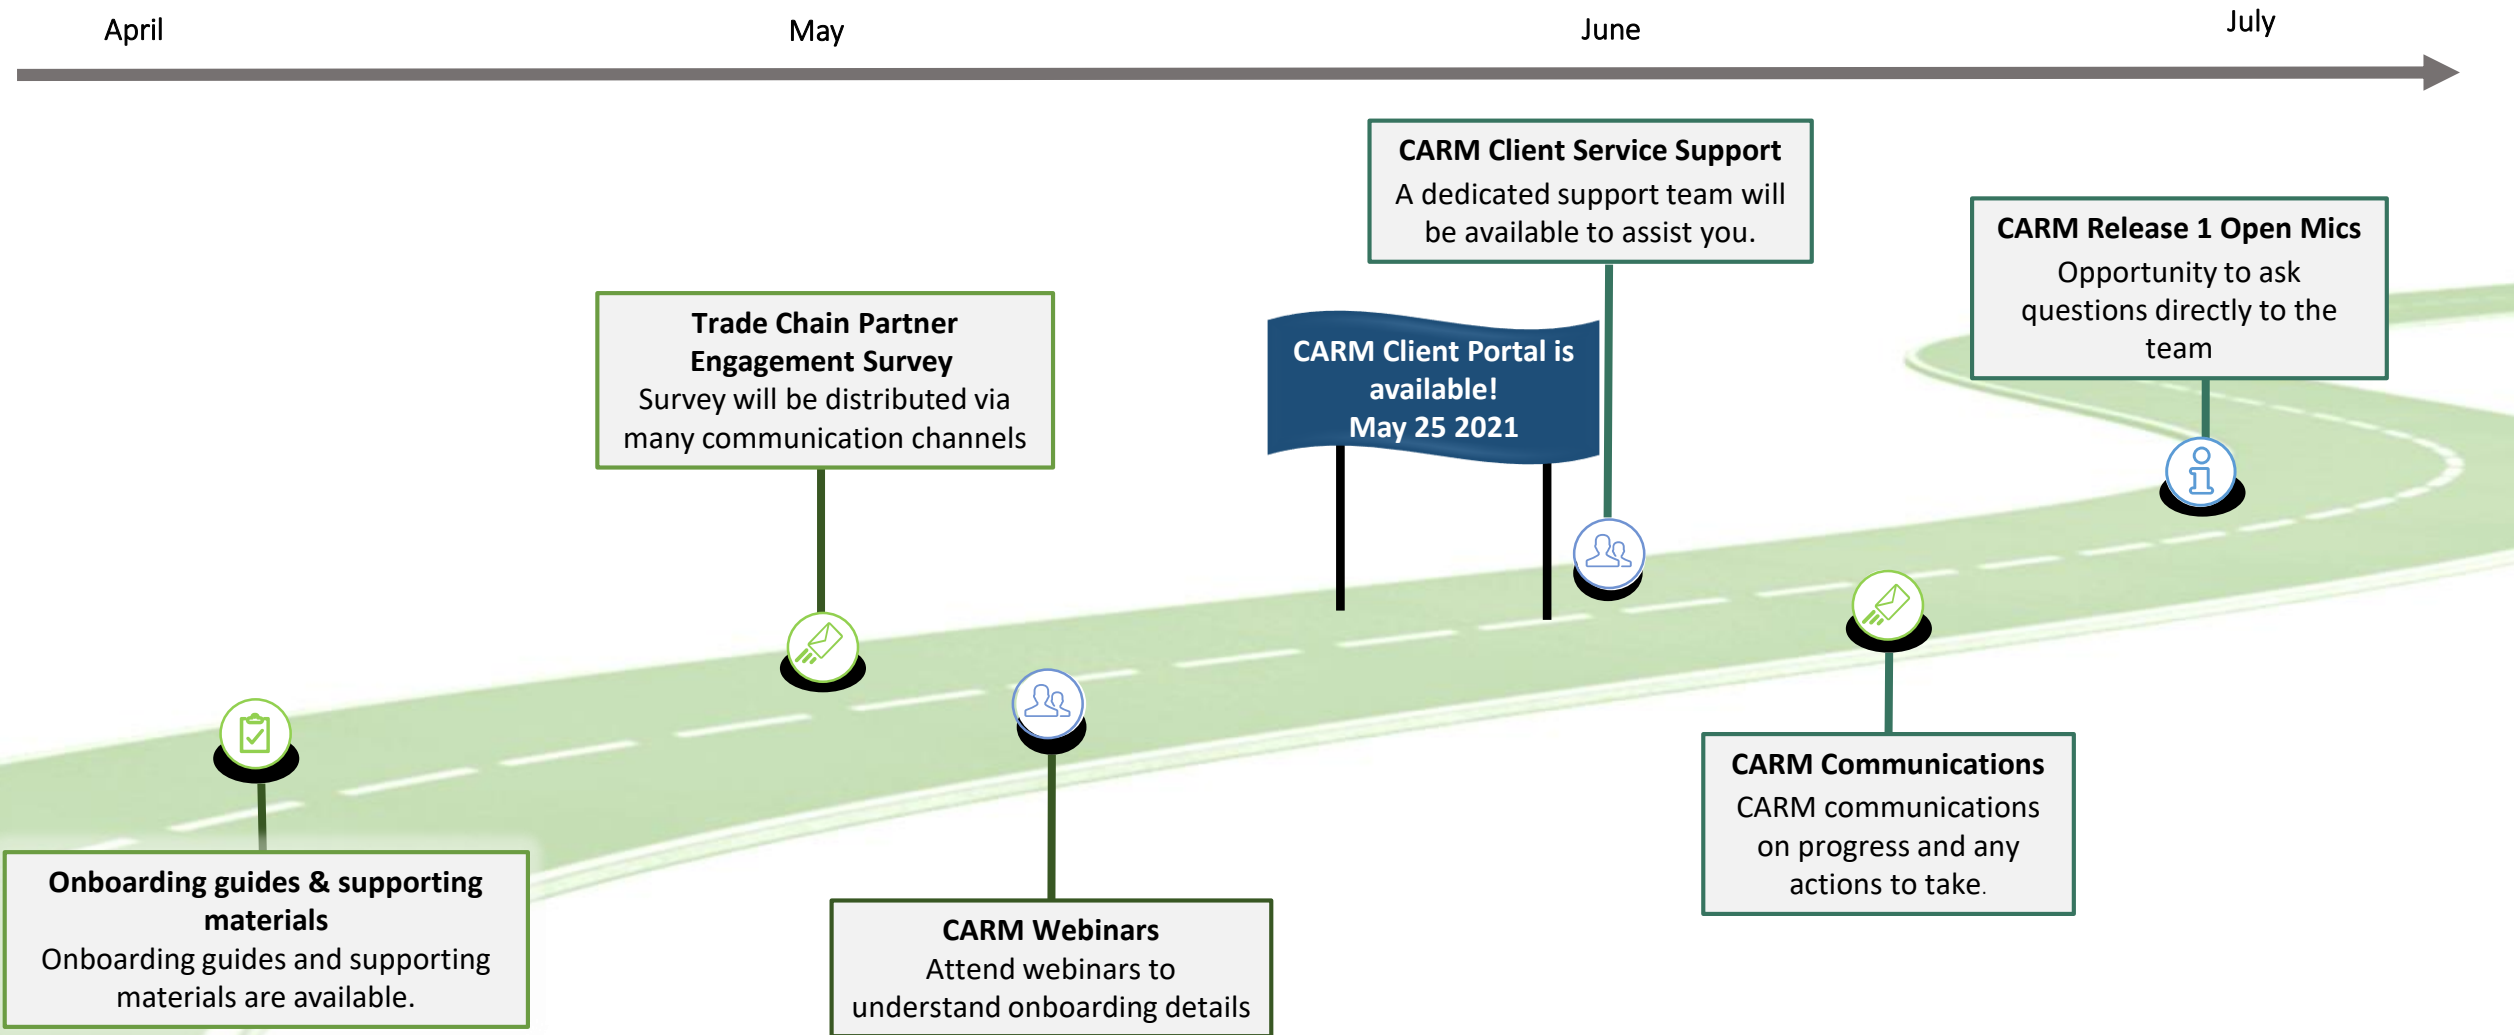 April
May
June
July
CARM Client Service Support
A dedicated support team will
be available to assist you.
CARM Release 1 Open Mics
Opportunity to ask
questions directly to the
team
Trade Chain Partner
Engagement Survey
Survey will be distributed via
many communication channels
CARM Client Portal is
available!
May 25 2021
Onboarding guides & supporting
materials
Onboarding guides and supporting
materials are available.
CARM Webinars
Attend webinars to
understand onboarding details
CARM Communications
CARM communications
on progress and any
actions to take.